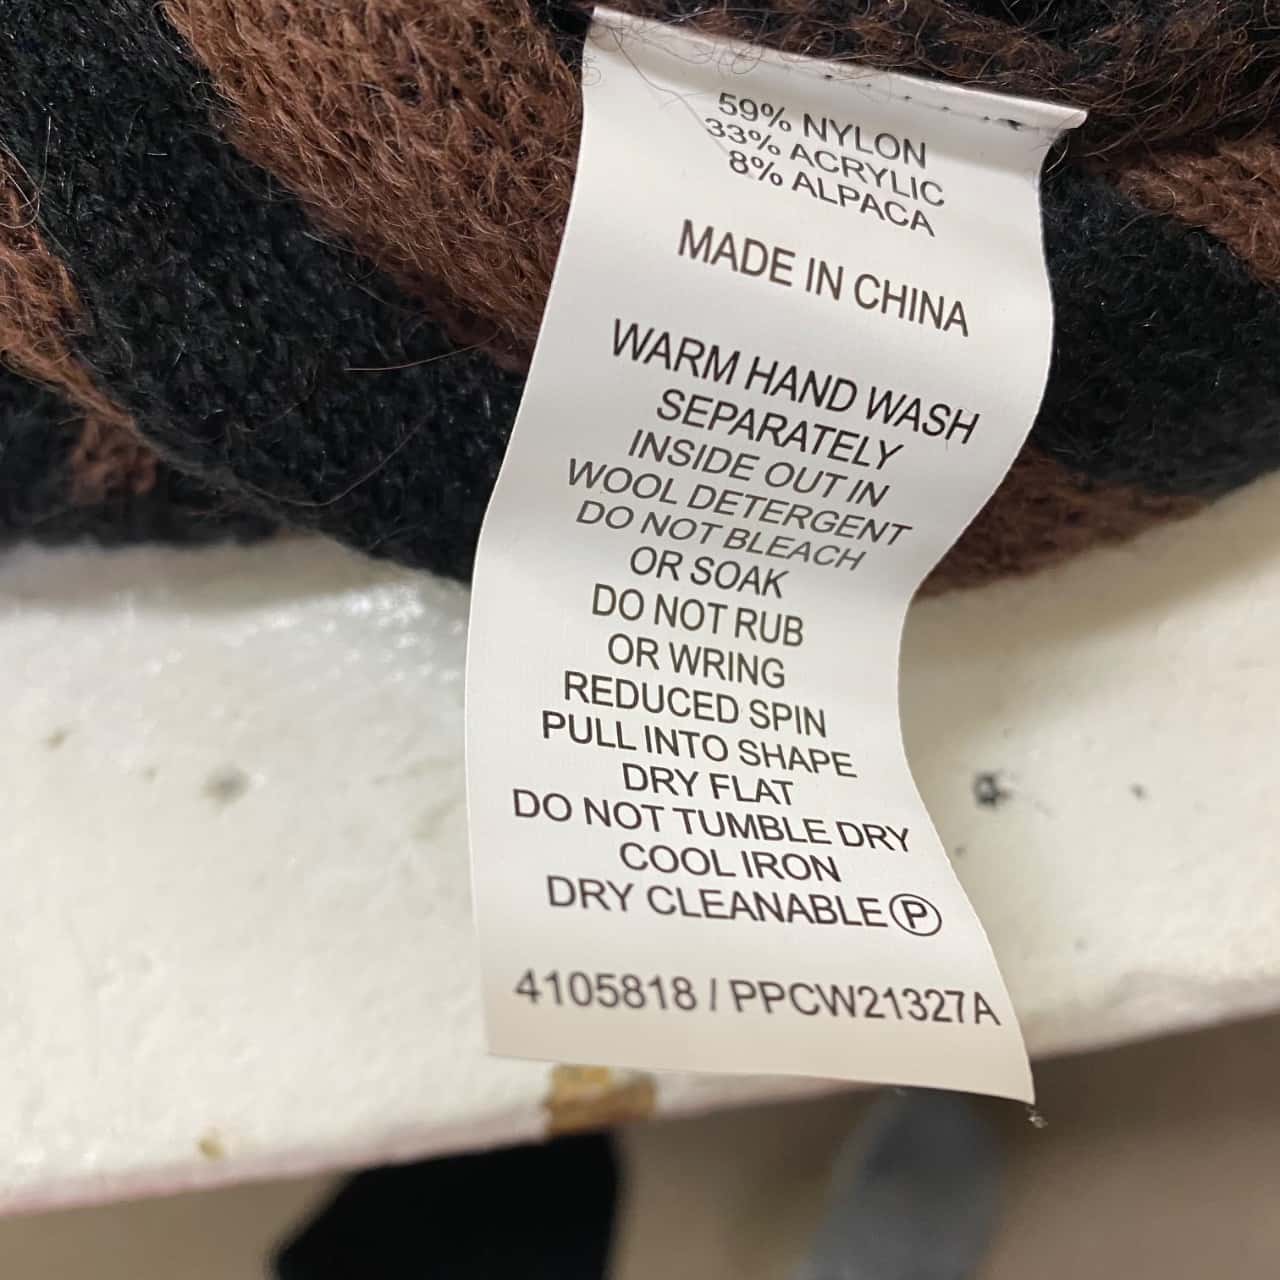 59% NYLON
33% ACRYLIC
8% ALPACA
MADE IN CHINA
WARM HAND WASH
SEPARATELY
INSIDE OUT IN
WOOL DETERGENT
DO NOT BLEACH
OR SOAK
DO NOT RUB
OR WRING
REDUCED SPIN
PULL INTO SHAPE
DRY FLAT
DO NOT TUMBLE DRY
COOL IRON
DRY CLEANABLE Ⓟ
4105818 / PPCW21327A